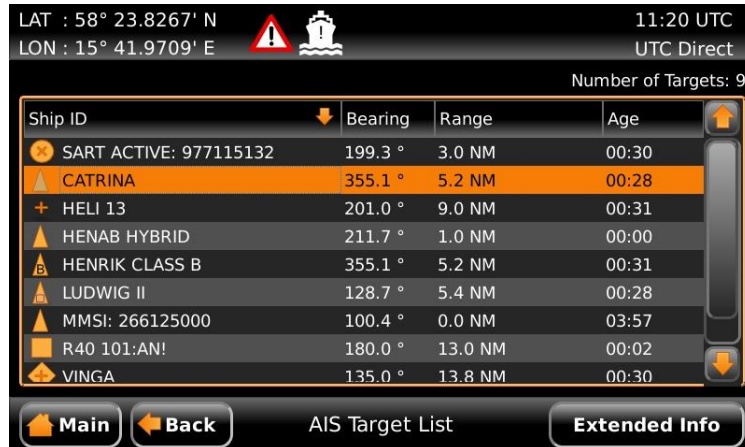 LAT : 58° 23.8267' N
LON : 15° 41.9709' E
11:20 UTC
UTC Direct
Number of Targets: 9
Ship ID Bearing Range Age
SART ACTIVE: 977115132 199.3 ° 3.0 NM 00:30
CATRINA 355.1 ° 5.2 NM 00:28
HELI 13 201.0 ° 9.0 NM 00:31
HENAB HYBRID 211.7 ° 1.0 NM 00:00
B HENRIK CLASS B 355.1 ° 5.2 NM 00:31
LUDWIG II 128.7 ° 5.4 NM 00:28
MMSI: 266125000 100.4 ° 0.0 NM 03:57
R40 101:AN! 180.0 ° 13.0 NM 00:02
VINGA 135.0 ° 13.8 NM 00:30
Main Back AIS Target List Extended Info